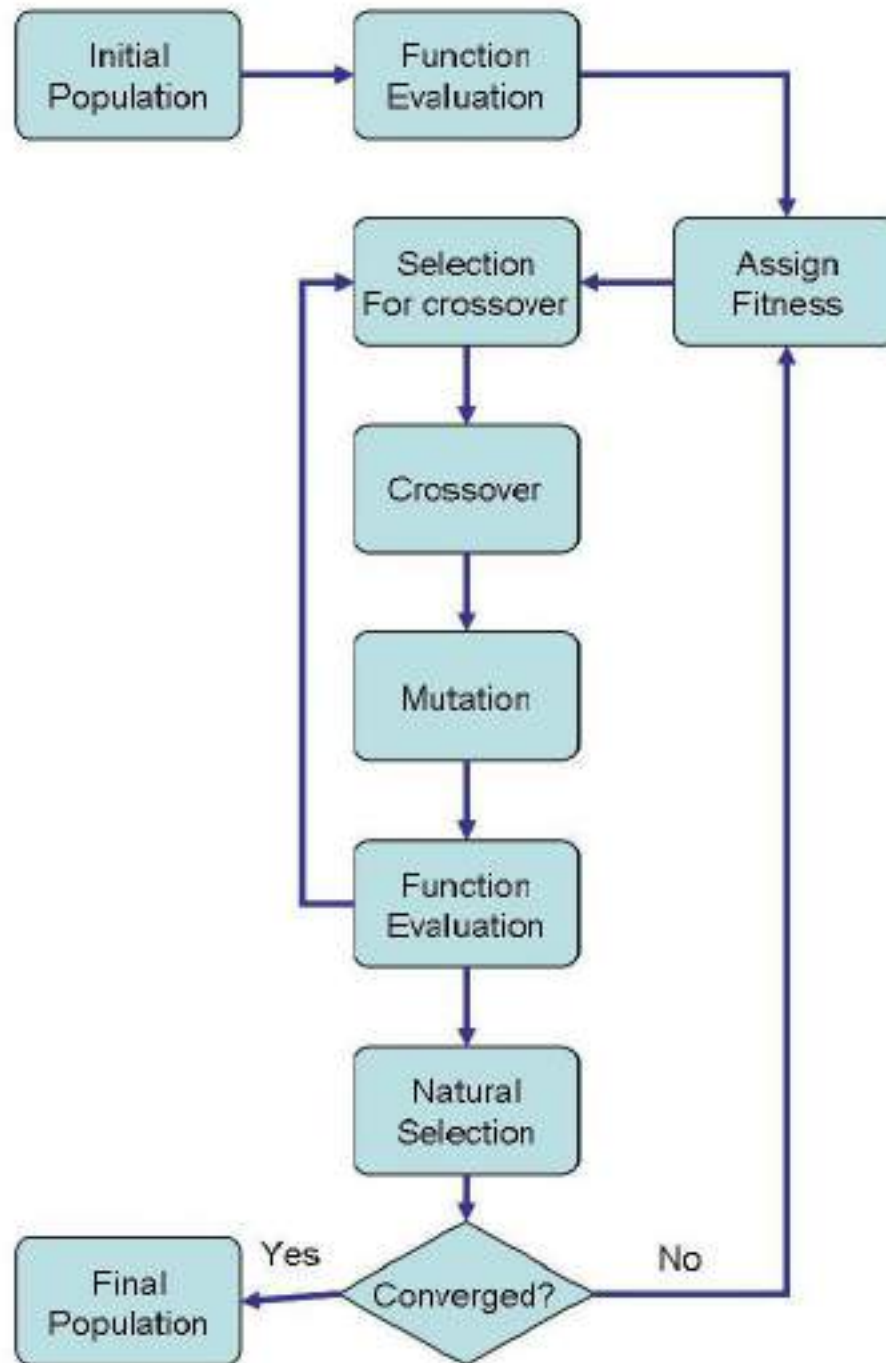 Initial
Population
Function
Evaluation
Selection
For crossover
Assign
Fitness
Crossover
Mutation
Function
Evaluation
Natural
Selection
Yes
No
Final
Population
Converged?